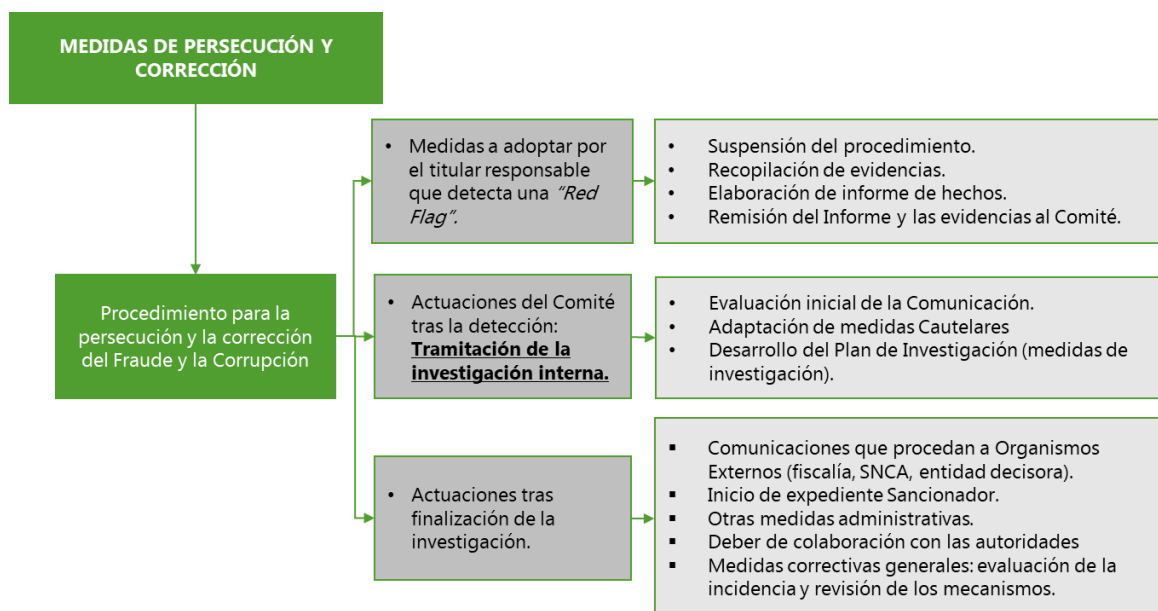 MEDIDAS DE PERSECUCIÓN Y
CORRECCIÓN
Procedimiento para la
persecución y la corrección
del Fraude y la Corrupción
• Medidas a adoptar por
el titular responsable
que detecta una "Red
Flag".
• Suspensión del procedimiento.
• Recopilación de evidencias.
• Elaboración de informe de hechos.
• Remisión del Informe y las evidencias al Comité.
• Actuaciones del Comité
tras la detección:
Tramitación de la
investigación interna.
• Evaluación inicial de la Comunicación.
• Adaptación de medidas Cautelares
• Desarrollo del Plan de Investigación (medidas de
investigación).
• Actuaciones tras
finalización de la
investigación.
▪ Comunicaciones que procedan a Organismos
Externos (fiscalía, SNCA, entidad decisora).
▪ Inicio de expediente Sancionador.
▪ Otras medidas administrativas.
▪ Deber de colaboración con las autoridades
▪ Medidas correctivas generales: evaluación de la
incidencia y revisión de los mecanismos.